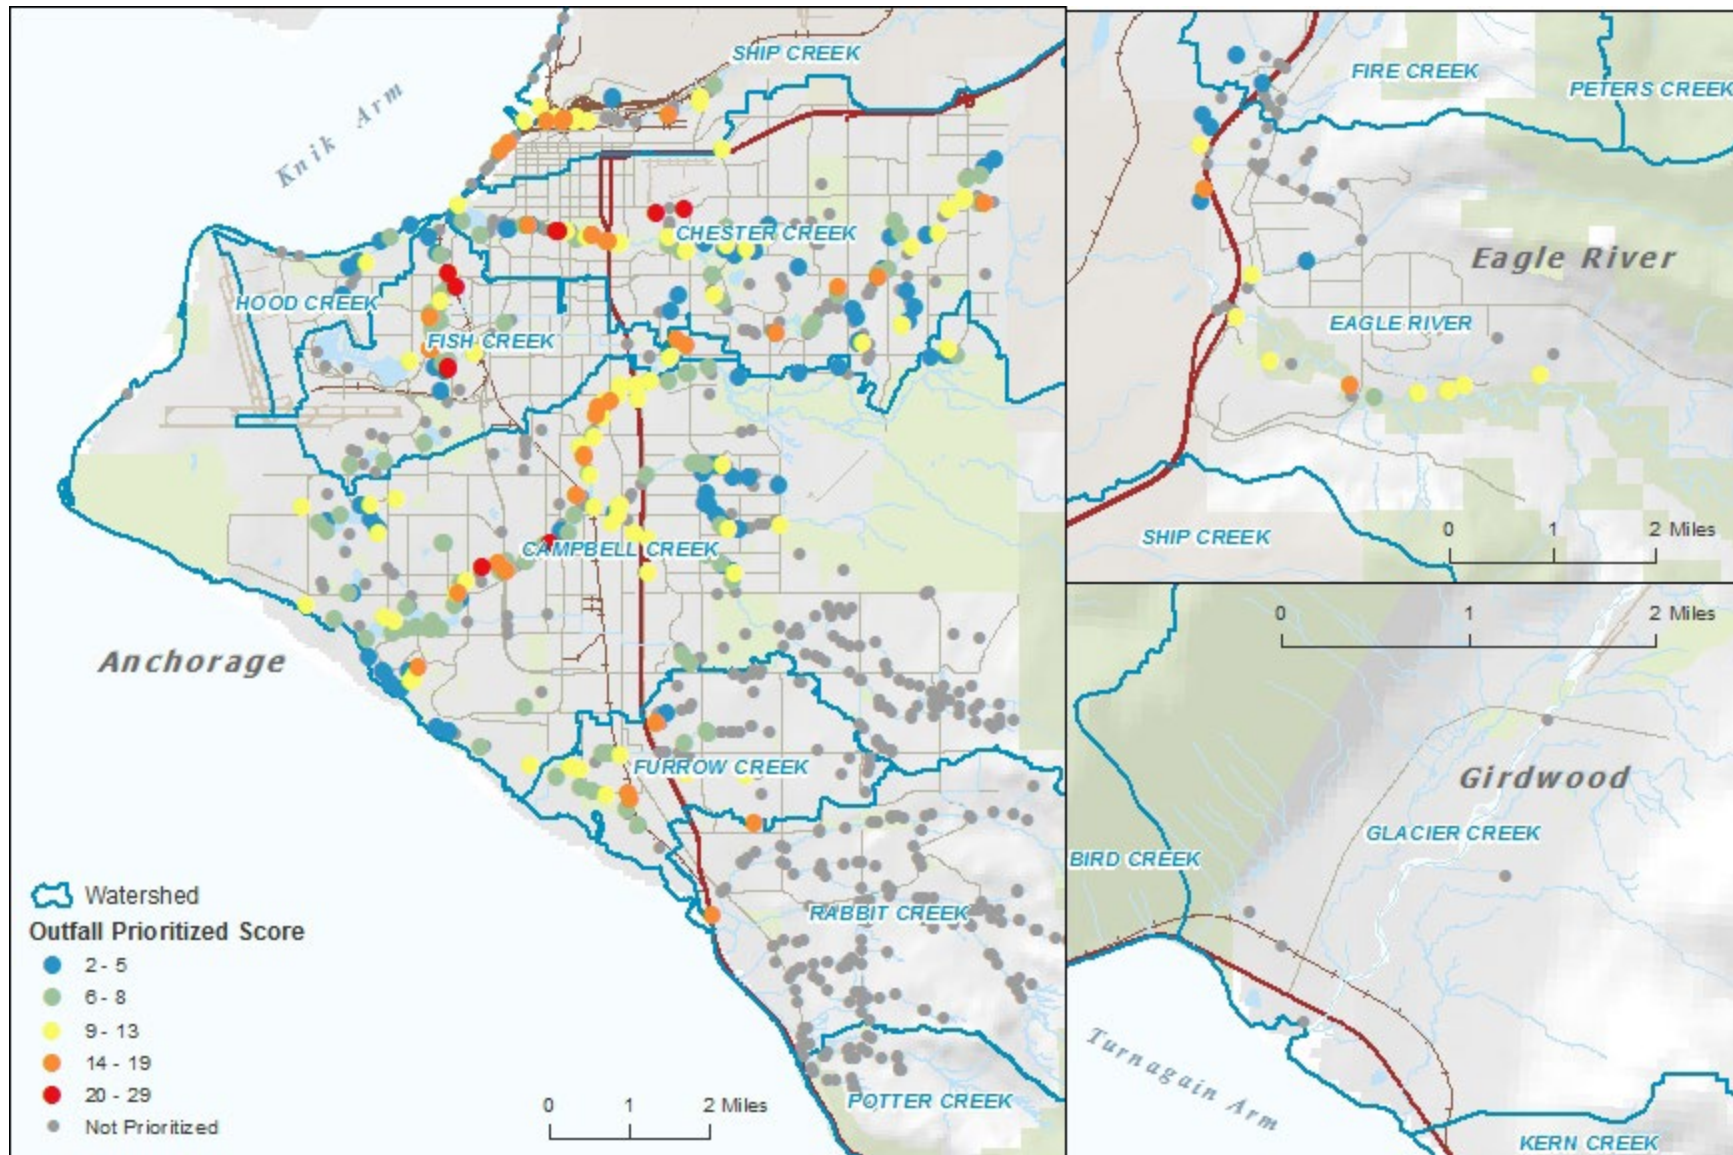 SHIP CREEK
Knik Arm
CHESTER CREEK
HOOD CREEK
FISH CREEK
CAMPBELL CREEK
Anchorage
FURROW CREEK
RABBIT CREEK
POTTER CREEK
Watershed
Outfall Prioritized Score
2 - 5
6 - 8
9 - 13
14 - 19
20 - 29
Not Prioritized
0 1 2 Miles
FIRE CREEK
PETERS CREEK
Eagle River
EAGLE RIVER
0 1 2 Miles
SHIP CREEK
0 1 2 Miles
Girdwood
GLACIER CREEK
BIRD CREEK
Turnagain Arm
KERN CREEK